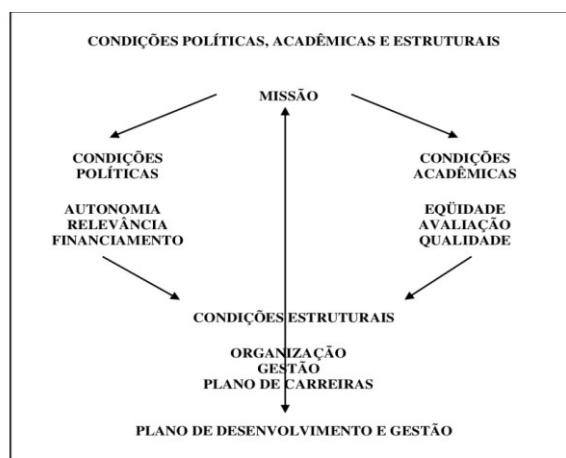 CONDIÇÕES POLÍTICAS, ACADÊMICAS E ESTRUTURAIS
MISSÃO
CONDIÇÕES
POLÍTICAS
AUTONOMIA
RELEVÂNCIA
FINANCIAMENTO
CONDIÇÕES
ACADÊMICAS
EQÜIDADE
AVALIAÇÃO
QUALIDADE
CONDIÇÕES ESTRUTURAIS
ORGANIZAÇÃO
GESTÃO
PLANO DE CARREIRAS
PLANO DE DESENVOLVIMENTO E GESTÃO